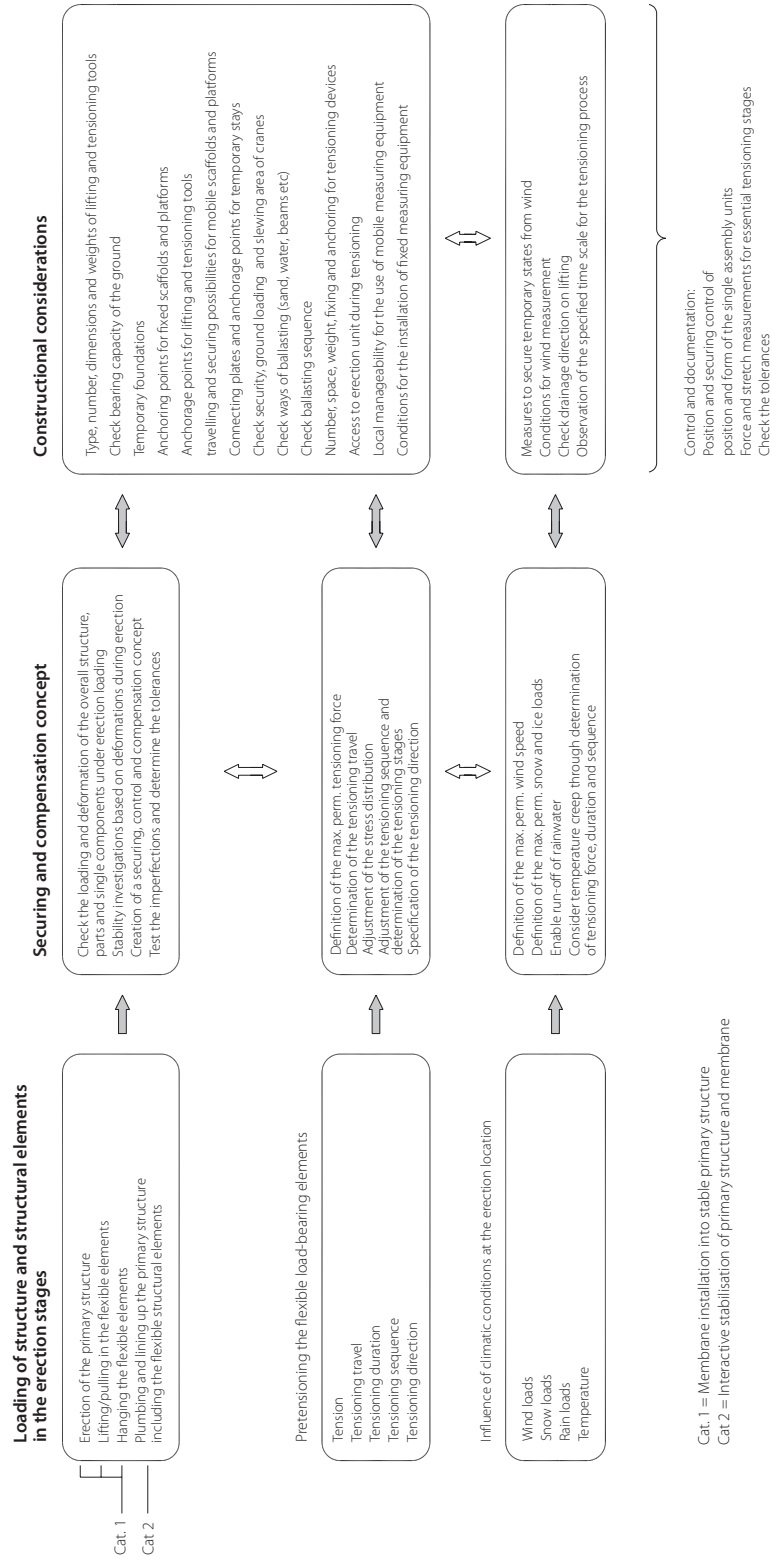 Loading of structure and structural elements
in the erection stages
Cat. 1
Cat 2
Erection of the primary structure
Lifting/pulling in the flexible elements
Hanging the flexible elements
Plumbing and lining up the primary structure
including the flexible structural elements
Pretensioning the flexible load-bearing elements
Tension
Tensioning travel
Tensioning duration
Tensioning sequence
Tensioning direction
Influence of climatic conditions at the erection location
Wind loads
Snow loads
Rain loads
Temperature
Cat. 1 = Membrane installation into stable primary structure
Cat 2 = Interactive stabilisation of primary structure and membrane
Securing and compensation concept
Check the loading and deformation of the overall structure,
parts and single components under erection loading
Stability investigations based on deformations during erection
Creation of a securing, control and compensation concept
Test the imperfections and determine the tolerances
Definition of the max. perm. tensioning force
Determination of the tensioning travel
Adjustment of the stress distribution
Adjustment of the tensioning sequence and
determination of the tensioning stages
Specification of the tensioning direction
Definition of the max. perm. wind speed
Definition of the max. perm. snow and ice loads
Enable run-off of rainwater
Consider temperature creep through determination
of tensioning force, duration and sequence
Constructional considerations
Type, number, dimensions and weights of lifting and tensioning tools
Check bearing capacity of the ground
Temporary foundations
Anchoring points for fixed scaffolds and platforms
Anchorage points for lifting and tensioning tools
travelling and securing possibilities for mobile scaffolds and platforms
Connecting plates and anchorage points for temporary stays
Check security, ground loading and slewing area of cranes
Check ways of ballasting (sand, water, beams etc)
Check ballasting sequence
Number, space, weight, fixing and anchoring for tensioning devices
Access to erection unit during tensioning
Local manageability for the use of mobile measuring equipment
Conditions for the installation of fixed measuring equipment
Measures to secure temporary states from wind
Conditions for wind measurement
Check drainage direction on lifting
Observation of the specified time scale for the tensioning process
Control and documentation:
Position and securing control of
position and form of the single assembly units
Force and stretch measurements for essential tensioning stages
Check the tolerances